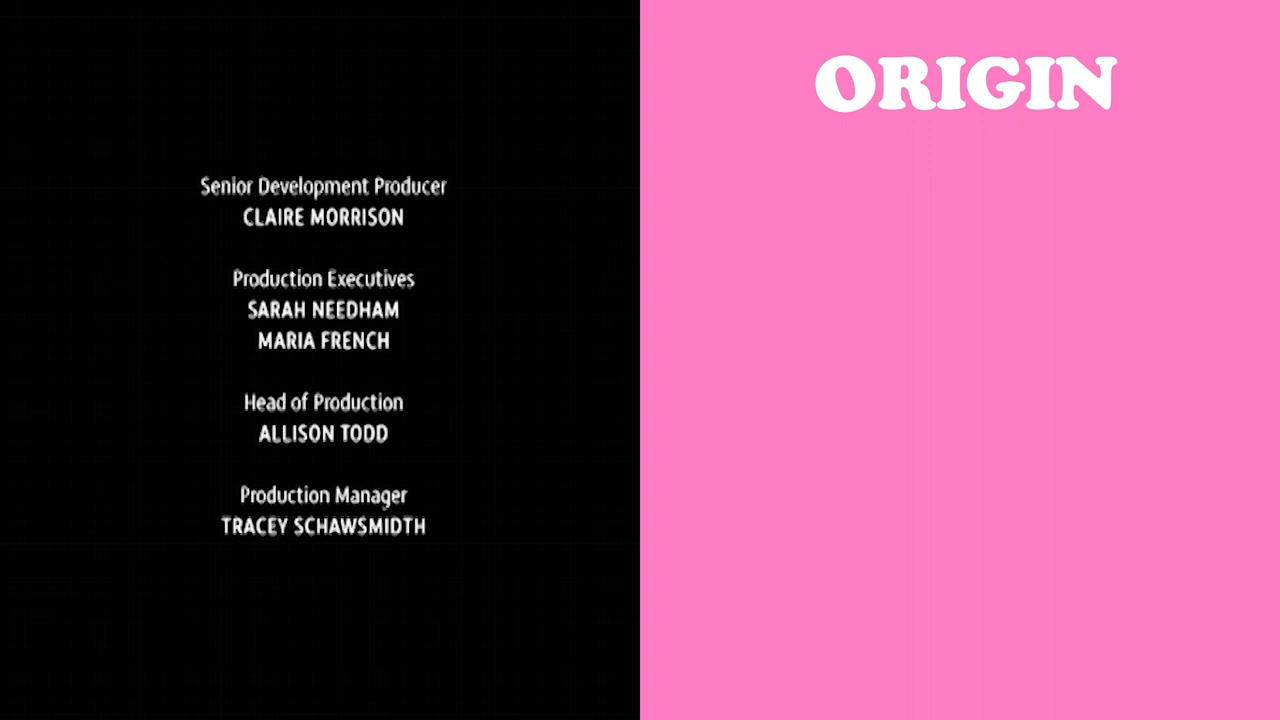 Senior Development Producer
CLAIRE MORRISON
Production Executives
SARAH NEEDHAM
MARIA FRENCH
Head of Production
ALLISON TODD
Production Manager
TRACEY SCHAWSMIDTH
ORIGIN